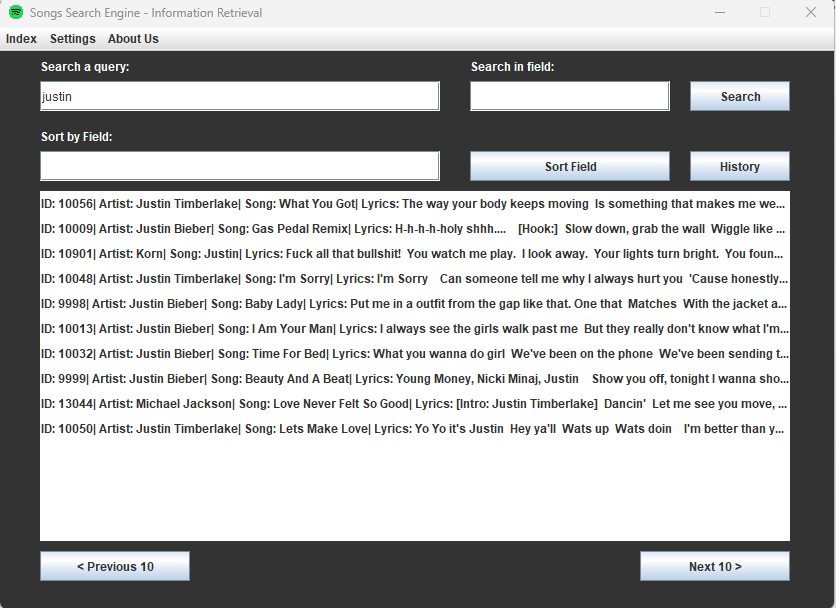 Songs Search Engine - Information Retrieval
Index Settings About Us
Search a query: Search in field:
justin Search
Sort by Field:
Sort Field History
ID: 10056| Artist: Justin Timberlake| Song: What You Got| Lyrics: The way your body keeps moving  Is something that makes me we...
ID: 10009| Artist: Justin Bieber| Song: Gas Pedal Remix| Lyrics: H-h-h-h-holy shhh....    [Hook:]  Slow down, grab the wall  Wiggle like ...
ID: 10901| Artist: Korn| Song: Justin| Lyrics: Fuck all that bullshit!  You watch me play.  I look away.  Your lights turn bright.  You foun...
ID: 10048| Artist: Justin Timberlake| Song: I'm Sorry| Lyrics: I'm Sorry    Can someone tell me why I always hurt you  'Cause honestly...
ID: 9998| Artist: Justin Bieber| Song: Baby Lady| Lyrics: Put me in a outfit from the gap like that. One that  Matches  With the jacket a...
ID: 10013| Artist: Justin Bieber| Song: I Am Your Man| Lyrics: I always see the girls walk past me  But they really don't know what I'm...
ID: 10032| Artist: Justin Bieber| Song: Time For Bed| Lyrics: What you wanna do girl  We've been on the phone  We've been sending t...
ID: 9999| Artist: Justin Bieber| Song: Beauty And A Beat| Lyrics: Young Money, Nicki Minaj, Justin    Show you off, tonight I wanna sho...
ID: 13044| Artist: Michael Jackson| Song: Love Never Felt So Good| Lyrics: [Intro: Justin Timberlake]  Dancin'  Let me see you move, ...
ID: 10050| Artist: Justin Timberlake| Song: Lets Make Love| Lyrics: Yo Yo it's Justin  Hey ya'll  Wats up  Wats doin    I'm better than y...
< Previous 10 Next 10 >